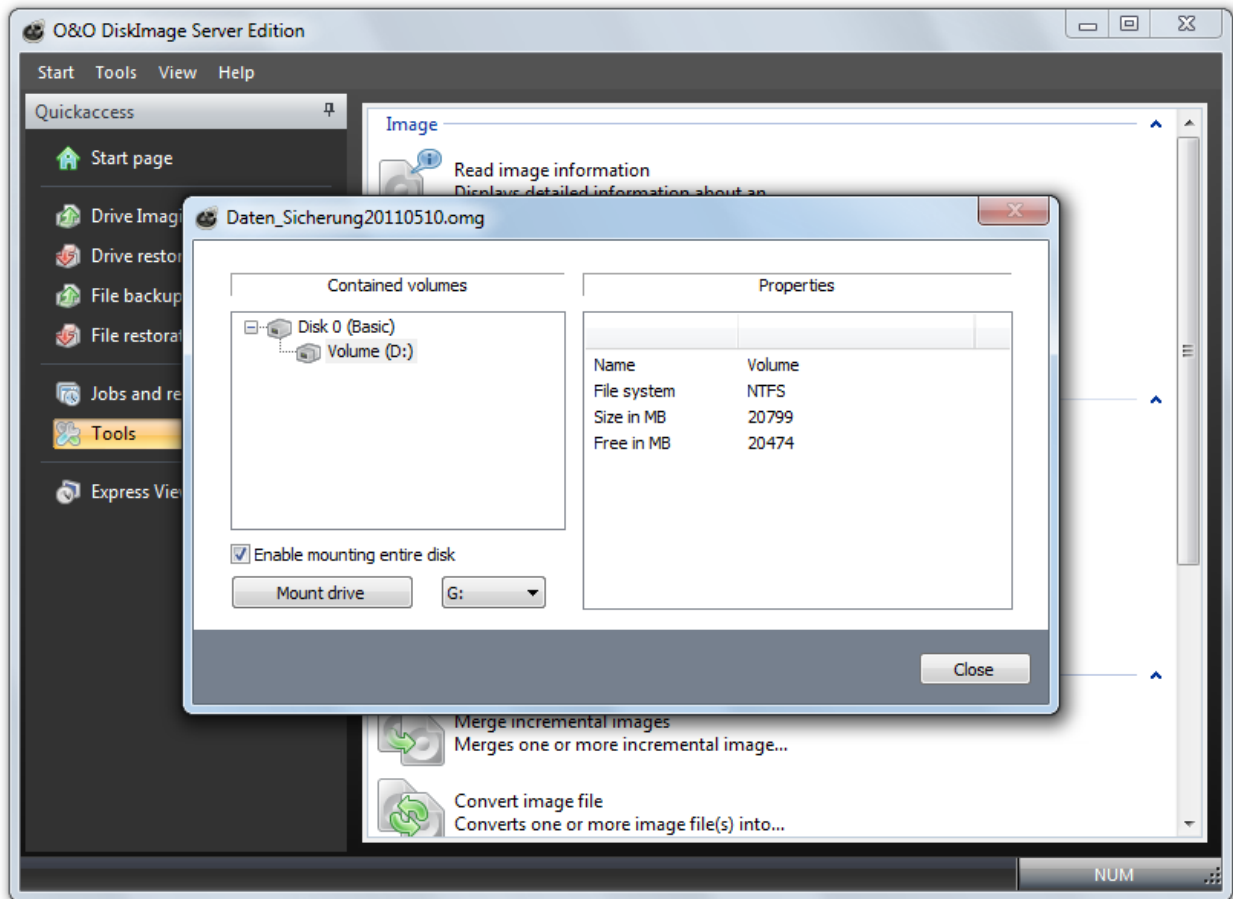 O&O DiskImage Server Edition
Start Tools View Help
Quickaccess
Start page
Drive Imagi
Drive restor
File backup
File restorat
Jobs and re
Tools
Express Vie
Image
Read image information
Displays detailed information about an
Daten_Sicherung20110510.omg
Contained volumes
Disk 0 (Basic)
Volume (D:)
Enable mounting entire disk
Mount drive G:
Properties
Name Volume
File system NTFS
Size in MB 20799
Free in MB 20474
Close
Merge incremental images
Merges one or more incremental image...
Convert image file
Converts one or more image file(s) into...
NUM